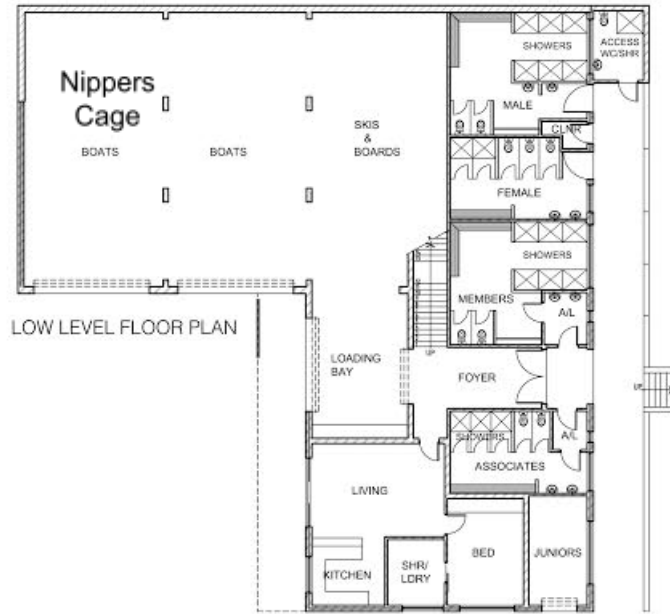 SHOWERS
ACCESS
WC/SHR
Nippers
Cage
MALE
SKIS
&
BOARDS
CLNR
BOATS
BOATS
FEMALE
SHOWERS
MEMBERS
A/L
LOW LEVEL FLOOR PLAN
UP
LOADING
BAY
FOYER
UP
SHOWERS
A/L
ASSOCIATES
LIVING
BED
JUNIORS
SHR/
LDRY
KITCHEN